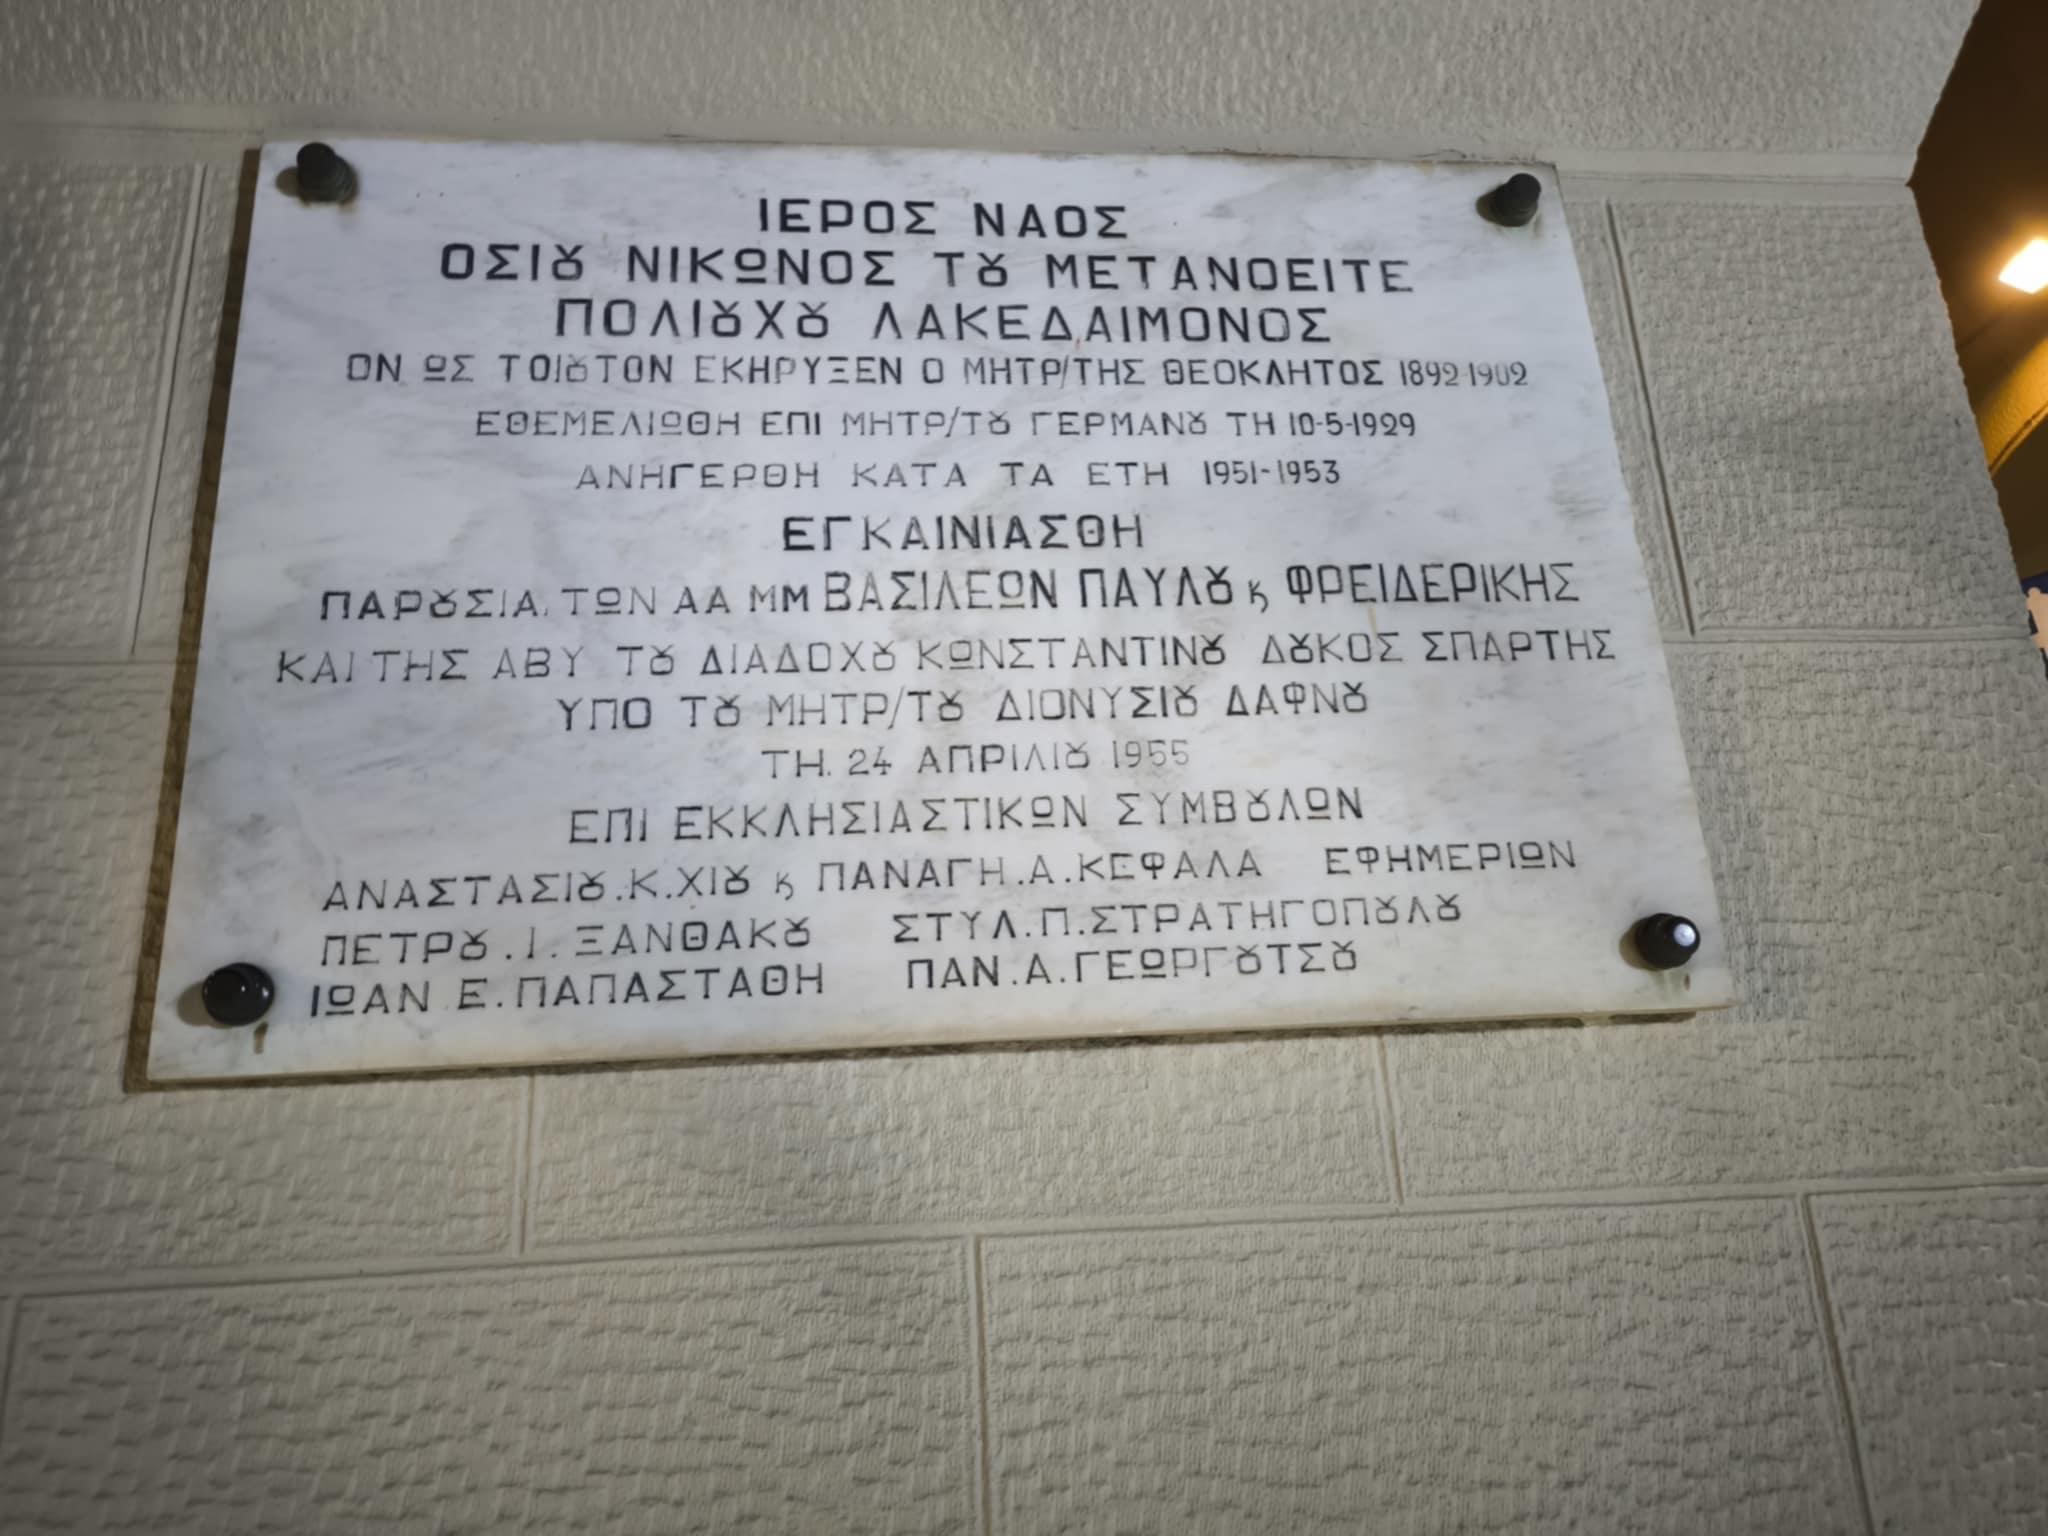 ΙΕΡΟΣ ΝΑΟΣ
ΟΣΙȢ ΝΙΚΩΝΟΣ ΤȢ ΜΕΤΑΝΟΕΙΤΕ
ΠΟΛΙȢΧȢ ΛΑΚΕΔΑΙΜΟΝΟΣ
ΟΝ ΩΣ ΤΟΙȢΤΟΝ ΕΚΗΡΥΞΕΝ Ο ΜΗΤΡ/ΤΗΣ ΘΕΟΚΛΗΤΟΣ 1892-1902
ΕΘΕΜΕΛΙΩΘΗ ΕΠΙ ΜΗΤΡ/ΤȢ ΓΕΡΜΑΝȢ ΤΗ 10-5-1929
ΑΝΗΓΕΡΘΗ ΚΑΤΑ ΤΑ ΕΤΗ 1951-1953
ΕΓΚΑΙΝΙΑΣΘΗ
ΠΑΡȢΣΙΑ. ΤΩΝ ΑΑ ΜΜ ΒΑΣΙΛΕΩΝ ΠΑΥΛȢ ϗ ΦΡΕΙΔΕΡΙΚΗΣ
ΚΑΙ ΤΗΣ ΑΒΥ ΤȢ ΔΙΑΔΟΧȢ ΚΩΝΣΤΑΝΤΙΝȢ ΔȢΚΟΣ ΣΠΑΡΤΗΣ
ΥΠΟ ΤȢ ΜΗΤΡ/ΤȢ ΔΙΟΝΥΣΙȢ ΔΑΦΝȢ
ΤΗ. 24 ΑΠΡΙΛΙȢ 1955
ΕΠΙ ΕΚΚΛΗΣΙΑΣΤΙΚΩΝ ΣΥΜΒȢΛΩΝ
ΑΝΑΣΤΑΣΙȢ.Κ.ΧΙȢ ϗ ΠΑΝΑΓΗ.Α.ΚΕΦΑΛΑ ΕΦΗΜΕΡΙΩΝ
ΠΕΤΡȢ.Ι.ΞΑΝΘΑΚȢ ΣΤΥΛ.Π.ΣΤΡΑΤΗΓΟΠȢΛȢ
ΙΩΑΝ Ε.ΠΑΠΑΣΤΑΘΗ ΠΑΝ.Α.ΓΕΩΡΓȢΤΣȢ